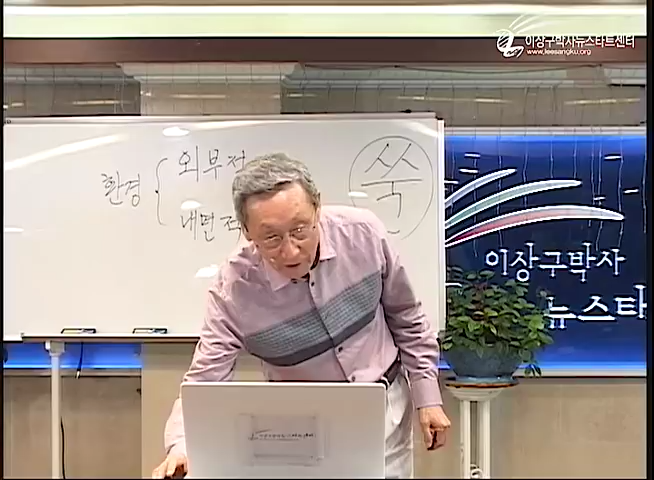 이상구박사뉴스타트센터
www.leesangku.org
환경 { 외부적
내면적
쑥
이상구박사
뉴스타